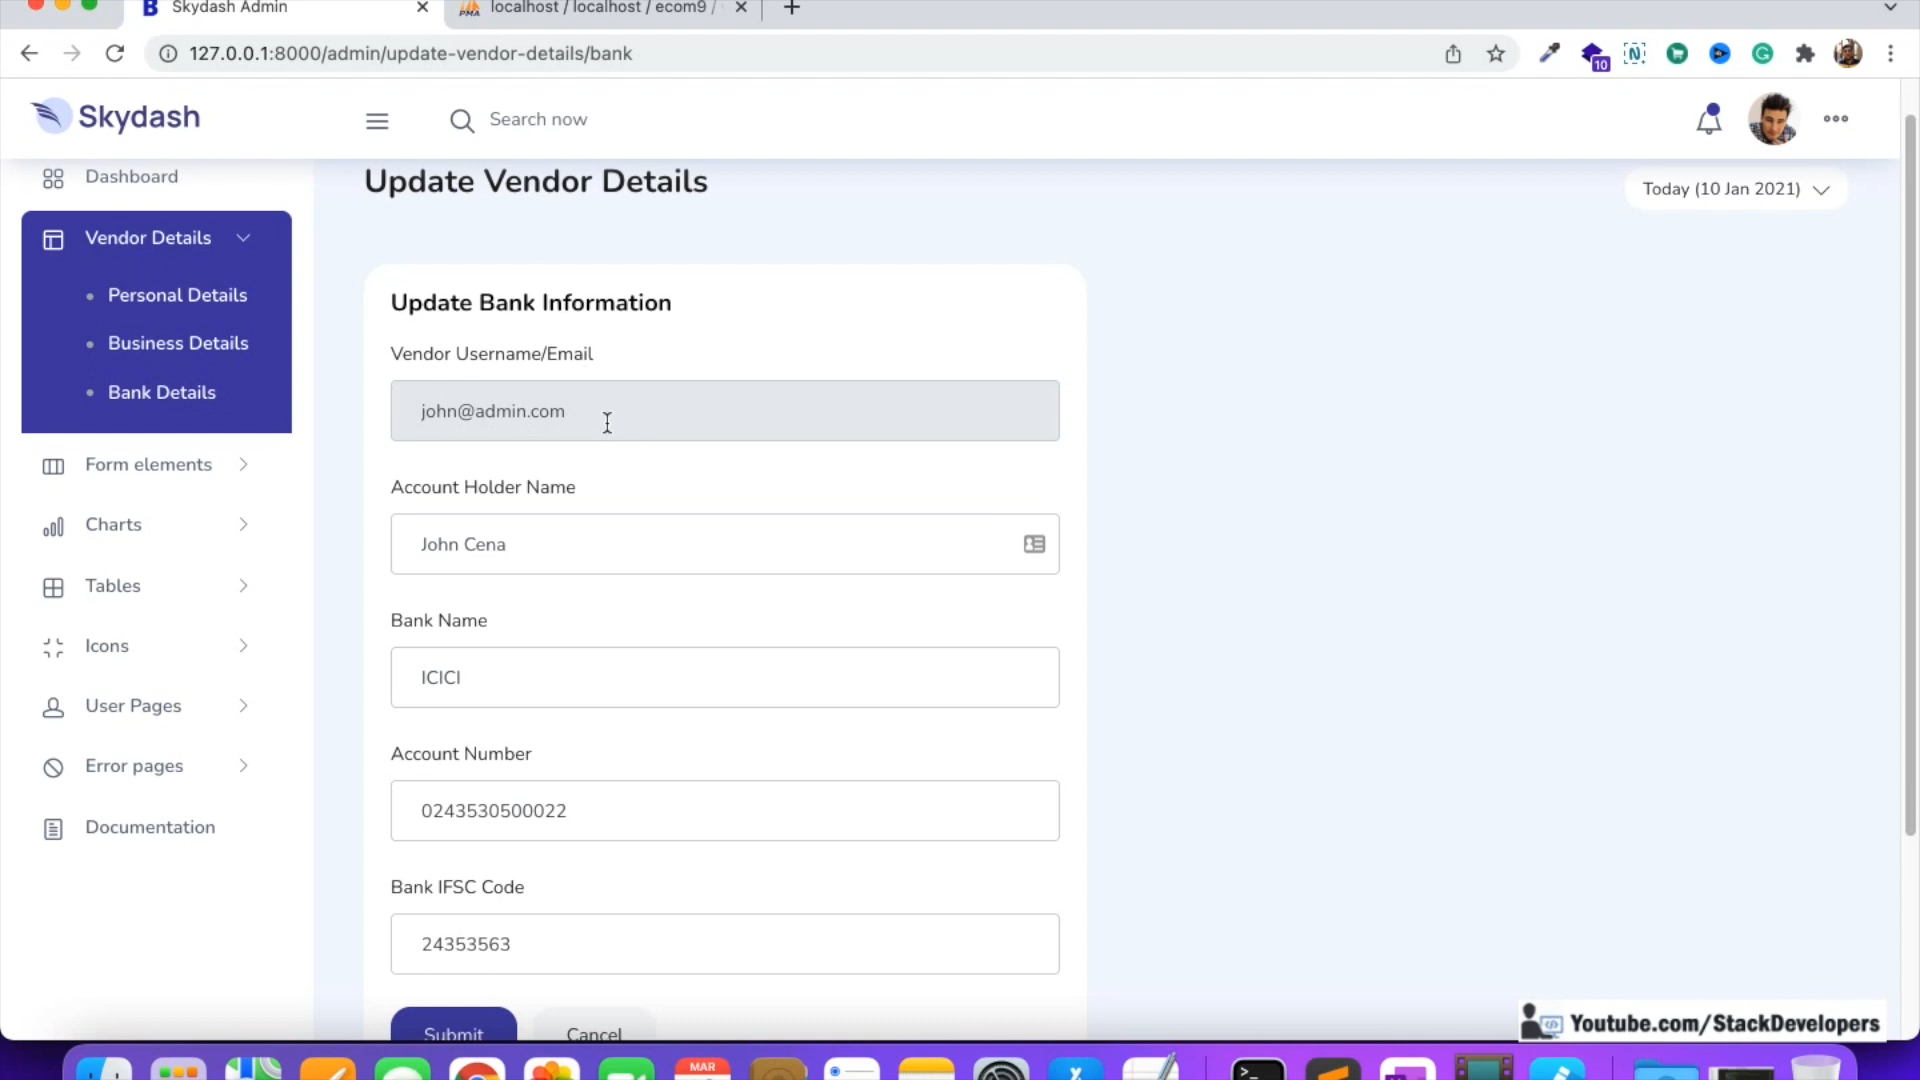 Skydash Admin
localhost / localhost / ecom9 /
127.0.0.1:8000/admin/update-vendor-details/bank
10
Skydash
Search now
Dashboard
Vendor Details
Personal Details
Business Details
Bank Details
Form elements
Charts
Tables
Icons
User Pages
Error pages
Documentation
Update Vendor Details
Today (10 Jan 2021)
Update Bank Information
Vendor Username/Email
john@admin.com
Account Holder Name
John Cena
Bank Name
ICICI
Account Number
0243530500022
Bank IFSC Code
24353563
Submit
Cancel
Youtube.com/StackDevelopers
MAR